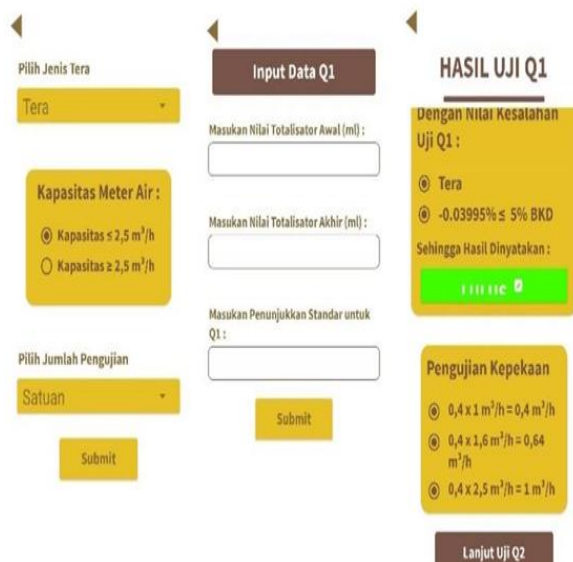 Pilih Jenis Tera
Tera
Kapasitas Meter Air :
Kapasitas ≤ 2,5 m³/h
Kapasitas ≥ 2,5 m³/h
Pilih Jumlah Pengujian
Satuan
Submit
Input Data Q1
Masukan Nilai Totalisator Awal (ml) :
Masukan Nilai Totalisator Akhir (ml) :
Masukan Penunjukkan Standar untuk
Q1 :
Submit
HASIL UJI Q1
Dengan Nilai Kesalahan
Uji Q1 :
Tera
-0.03995% ≤ 5% BKD
Sehingga Hasil Dinyatakan :
Pengujian Kepekaan
0,4 x 1 m³/h = 0,4 m³/h
0,4 x 1,6 m³/h = 0,64
m³/h
0,4 x 2,5 m³/h = 1 m³/h
Lanjut Uji Q2